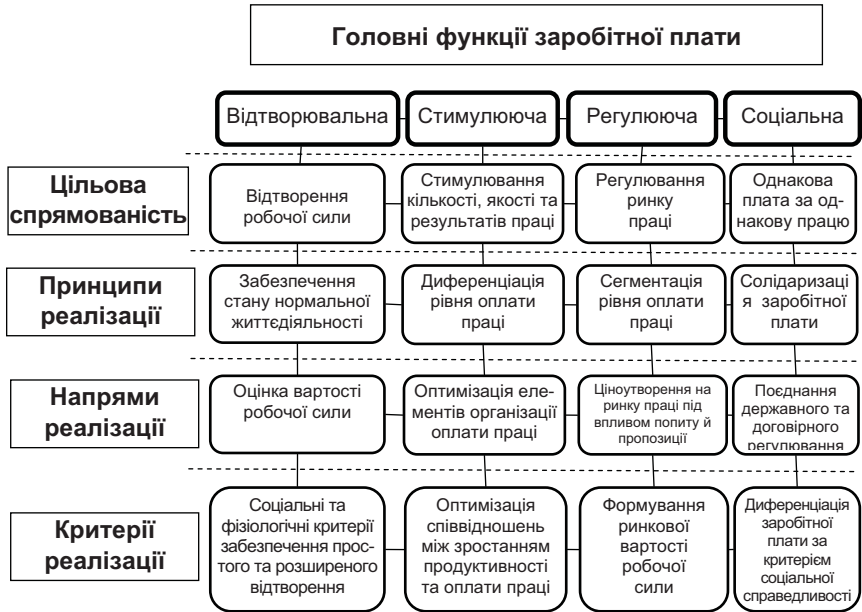 Головні функції заробітної плати
Відтворювальна
Стимулююча
Регулююча
Соціальна
Цільова
спрямованість
Відтворення
робочої сили
Стимулювання
кількості, якості та
результатів праці
Регулювання
ринку
праці
Однакова
плата за од-
накову працю
Принципи
реалізації
Забезпечення
стану нормальної
життєдіяльності
Диференціація
рівня оплати
праці
Сегментація
рівня оплати
праці
Солідаризаці
я заробітної
плати
Напрями
реалізації
Оцінка вартості
робочої сили
Оптимізація еле-
ментів організації
оплати праці
Ціноутворення на
ринку праці під
впливом попиту й
пропозиції
Поєднання
державного та
договірного
регулювання
Критерії
реалізації
Соціальні та
фізіологічні критерії
забезпечення прос-
того та розширеного
відтворення
Оптимізація
співвідношень
між зростанням
продуктивності
та оплати праці
Формування
ринкової
вартості
робочої
сили
Диференціація
заробітної
плати за
критерієм
соціальної
справедливості